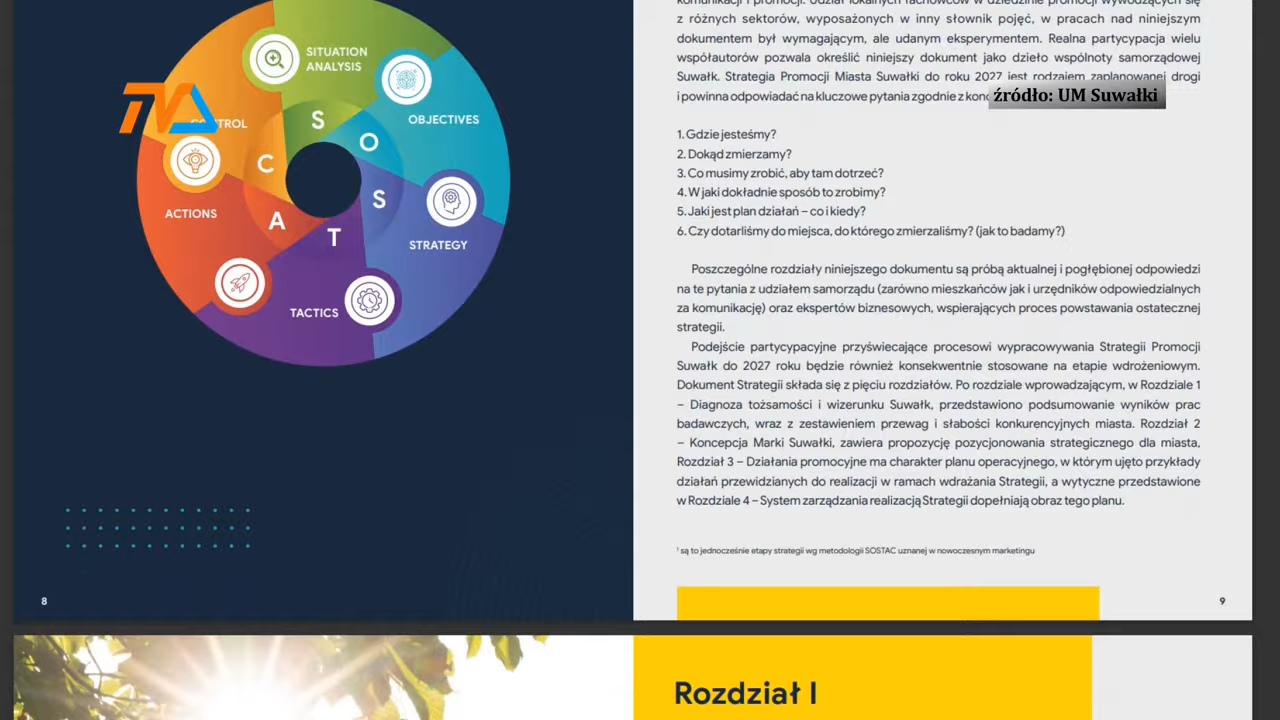 SITUATION
ANALYSIS
OBJECTIVES
STRATEGY
TACTICS
ACTIONS
S
O
S
T
A
C
TVA
8
z różnych sektorów, wyposażonych w inny słownik pojęć, w pracach nad niniejszym
dokumentem był wymagającym, ale udanym eksperymentem. Realna partycypacja wielu
współautorów pozwala określić niniejszy dokument jako dzieło wspólnoty samorządowej
Suwałk. Strategia Promocji Miasta Suwałki do roku 2027 jest rodzajem zaplanowanej drogi
i powinna odpowiadać na kluczowe pytania zgodnie z
źródło: UM Suwałki
1. Gdzie jesteśmy?
2. Dokąd zmierzamy?
3. Co musimy zrobić, aby tam dotrzeć?
4. W jaki dokładnie sposób to zrobimy?
5. Jaki jest plan działań – co i kiedy?
6. Czy dotarliśmy do miejsca, do którego zmierzaliśmy? (jak to badamy?)
Poszczególne rozdziały niniejszego dokumentu są próbą aktualnej i pogłębionej odpowiedzi
na te pytania z udziałem samorządu (zarówno mieszkańców jak i urzędników odpowiedzialnych
za komunikację) oraz ekspertów biznesowych, wspierających proces powstawania ostatecznej
strategii.
Podejście partycypacyjne przyświecające procesowi wypracowywania Strategii Promocji
Suwałk do 2027 roku będzie również konsekwentnie stosowane na etapie wdrożeniowym.
Dokument Strategii składa się z pięciu rozdziałów. Po rozdziale wprowadzającym, w Rozdziale 1
– Diagnoza tożsamości i wizerunku Suwałk, przedstawiono podsumowanie wyników prac
badawczych, wraz z zestawieniem przewag i słabości konkurencyjnych miasta. Rozdział 2
– Koncepcja Marki Suwałki, zawiera propozycję pozycjonowania strategicznego dla miasta,
Rozdział 3 – Działania promocyjne ma charakter planu operacyjnego, w którym ujęto przykłady
działań przewidzianych do realizacji w ramach wdrażania Strategii, a wytyczne przedstawione
w Rozdziale 4 – System zarządzania realizacją Strategii dopełniają obraz tego planu.
¹ są to jednocześnie etapy strategii wg metodologii SOSTAC uznanej w nowoczesnym marketingu
9
Rozdział I